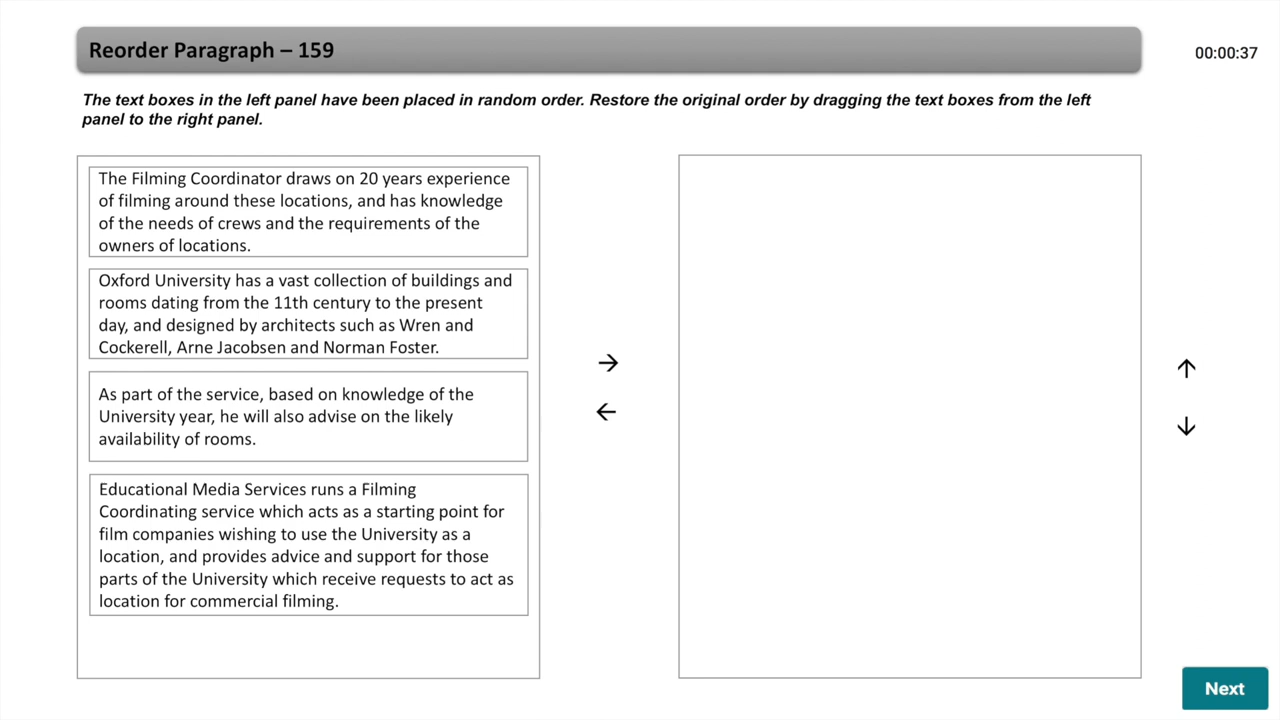 Reorder Paragraph – 159
00:00:37
The text boxes in the left panel have been placed in random order. Restore the original order by dragging the text boxes from the left
panel to the right panel.
The Filming Coordinator draws on 20 years experience
of filming around these locations, and has knowledge
of the needs of crews and the requirements of the
owners of locations.
Oxford University has a vast collection of buildings and
rooms dating from the 11th century to the present
day, and designed by architects such as Wren and
Cockerell, Arne Jacobsen and Norman Foster.
As part of the service, based on knowledge of the
University year, he will also advise on the likely
availability of rooms.
Educational Media Services runs a Filming
Coordinating service which acts as a starting point for
film companies wishing to use the University as a
location, and provides advice and support for those
parts of the University which receive requests to act as
location for commercial filming.
Next